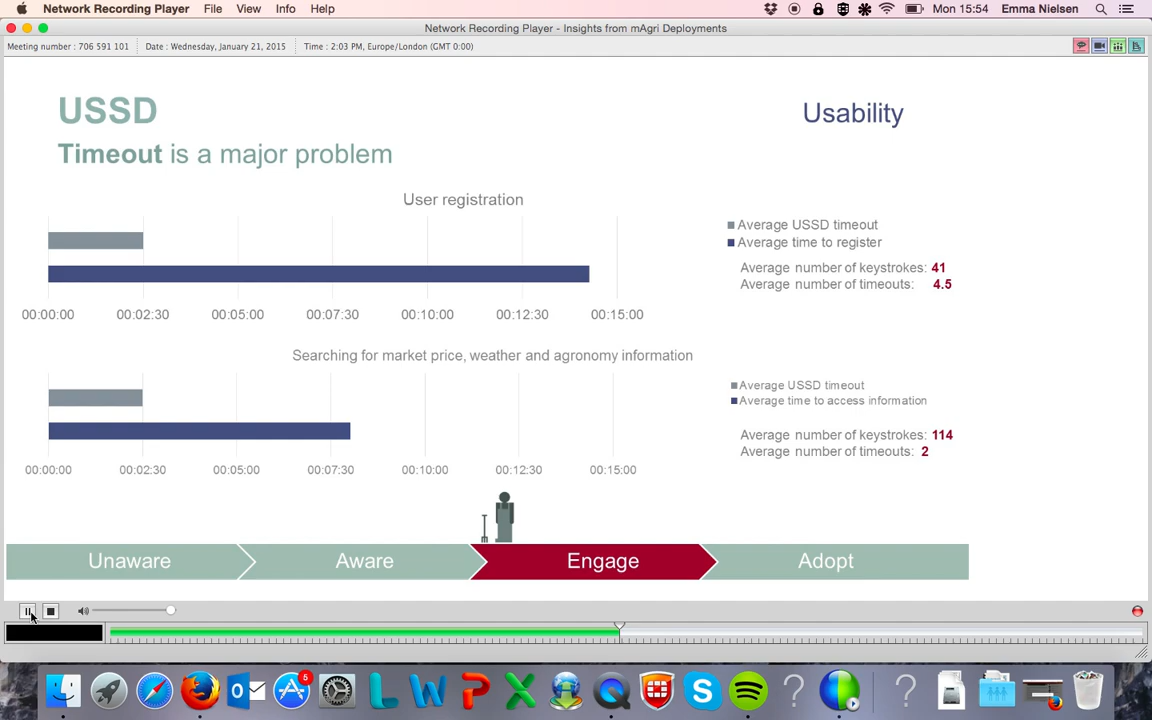 Network Recording Player File View Info Help Mon 15:54 Emma Nielsen
Network Recording Player - Insights from mAgri Deployments
Meeting number : 706 591 101 Date : Wednesday, January 21, 2015 Time : 2:03 PM, Europe/London (GMT 0:00)
USSD
Usability
Timeout is a major problem
User registration
Average USSD timeout
Average time to register
Average number of keystrokes: 41
Average number of timeouts: 4.5
00:00:00 00:02:30 00:05:00 00:07:30 00:10:00 00:12:30 00:15:00
Searching for market price, weather and agronomy information
Average USSD timeout
Average time to access information
Average number of keystrokes: 114
Average number of timeouts: 2
00:00:00 00:02:30 00:05:00 00:07:30 00:10:00 00:12:30 00:15:00
Unaware Aware Engage Adopt
5